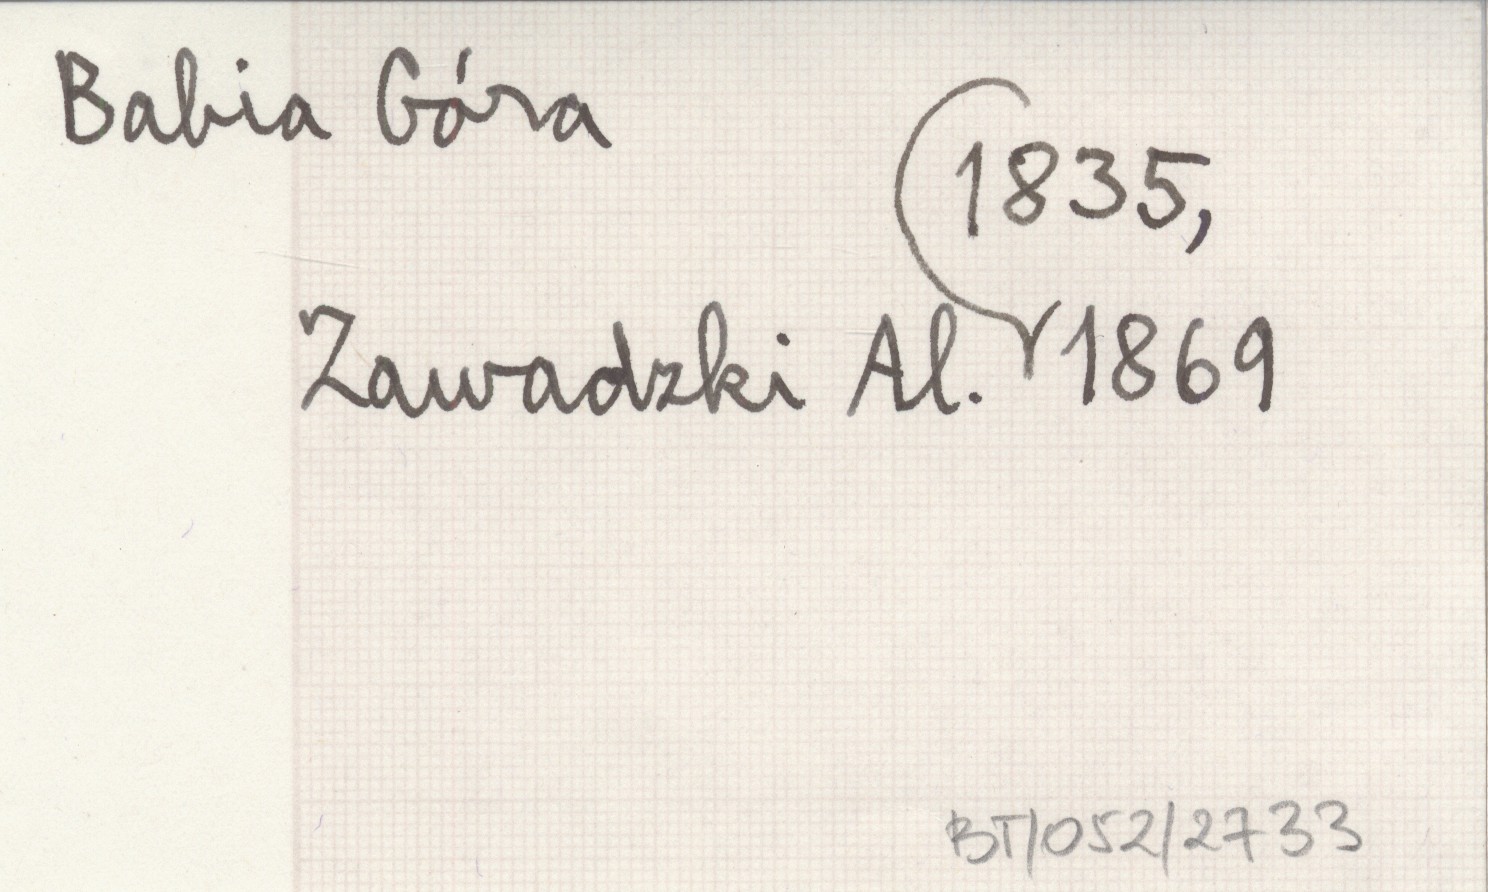 Babia Góra
1835,
Zawadzki Al. 1869
BT/052/2733